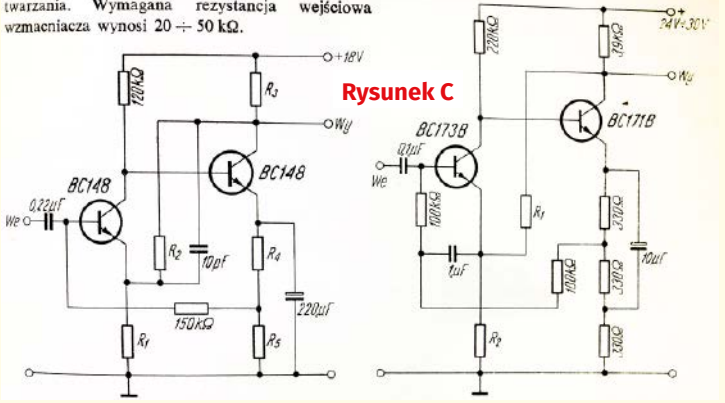 twarzania. Wymagana rezystancja wejściowa
wzmacniacza wynosi 20 ÷ 50 kΩ.
+18V
120kΩ
R3
Rysunek C
Wy
BC148
BC148
0,22µF
We
R2
10pF
R4
220µF
150kΩ
R1
R5
+
24V÷30V
220kΩ
3,9kΩ
Wy
BC173B
BC171B
0,1µF
We
100kΩ
R1
330Ω
1µF
100kΩ
330Ω
10µF
R2
330Ω